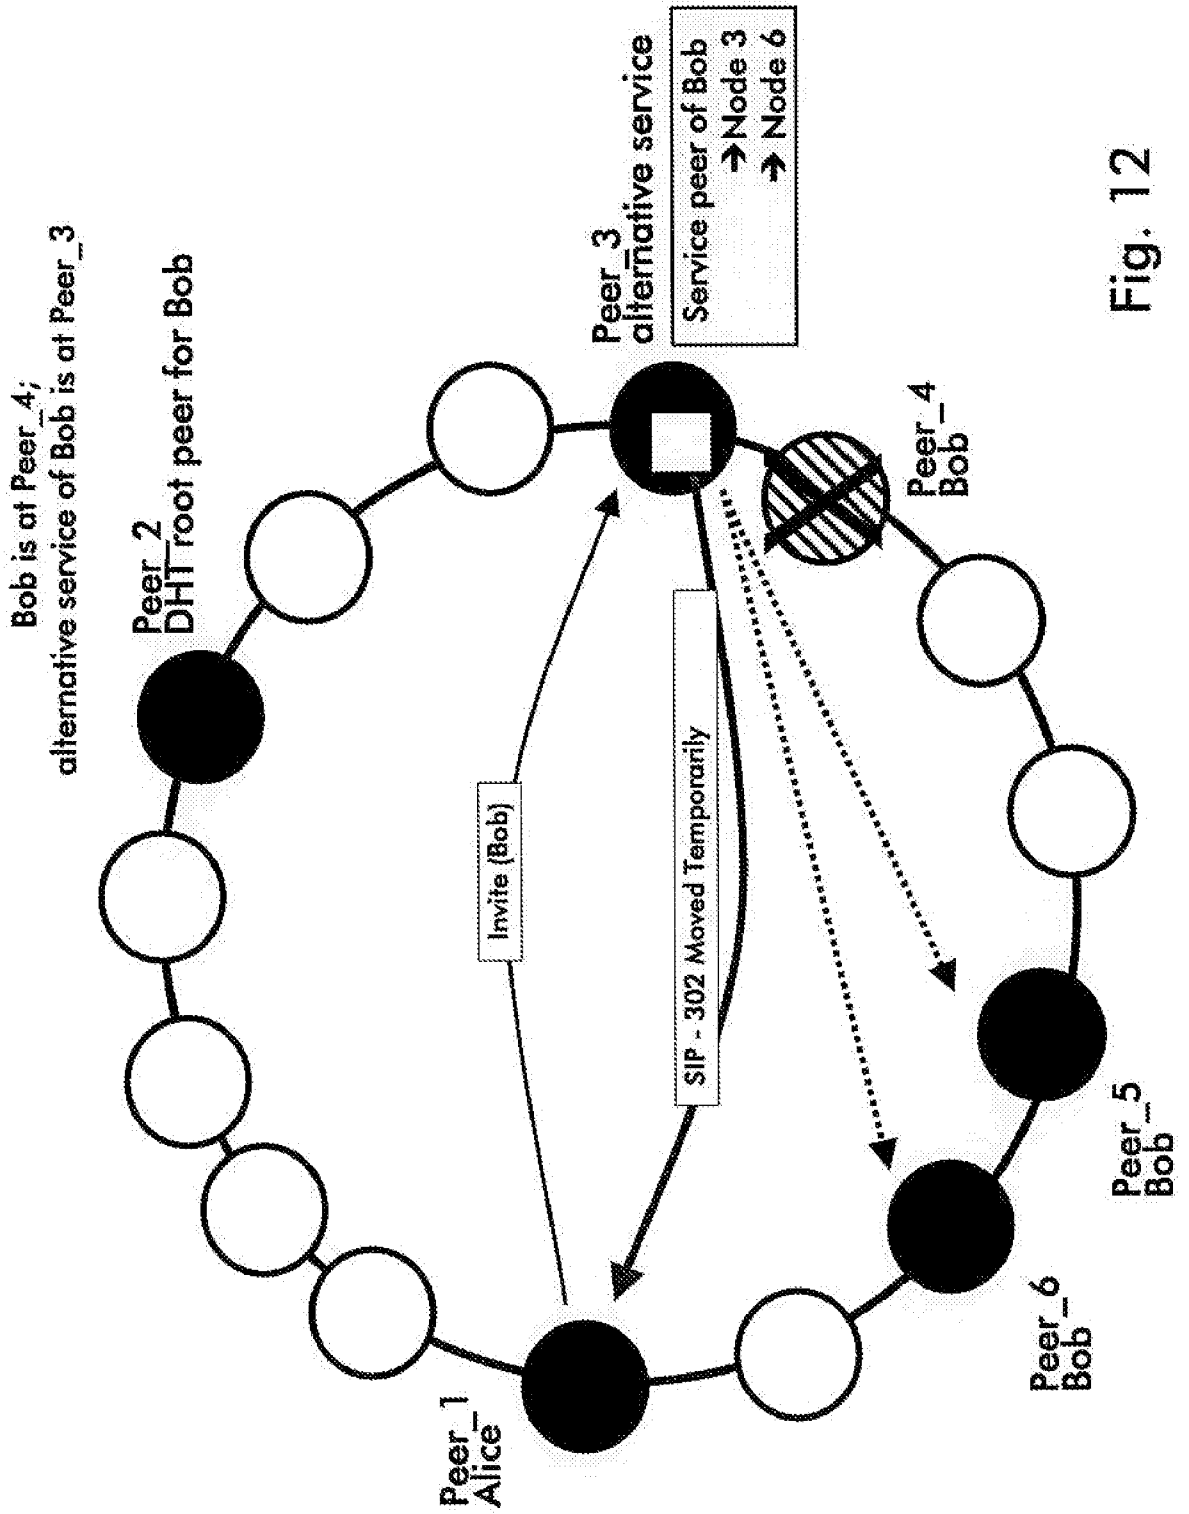 Bob is at Peer_4;
alternative service of Bob is at Peer_3
Peer_2
DHT root peer for Bob
Peer_3
alternative service
Service peer of Bob
→ Node 3
→ Node 6
Invite (Bob)
SIP - 302 Moved Temporarily
Peer_1
Alice
Peer_4
Bob
Peer_6
Bob
Peer_5
Bob
Fig. 12